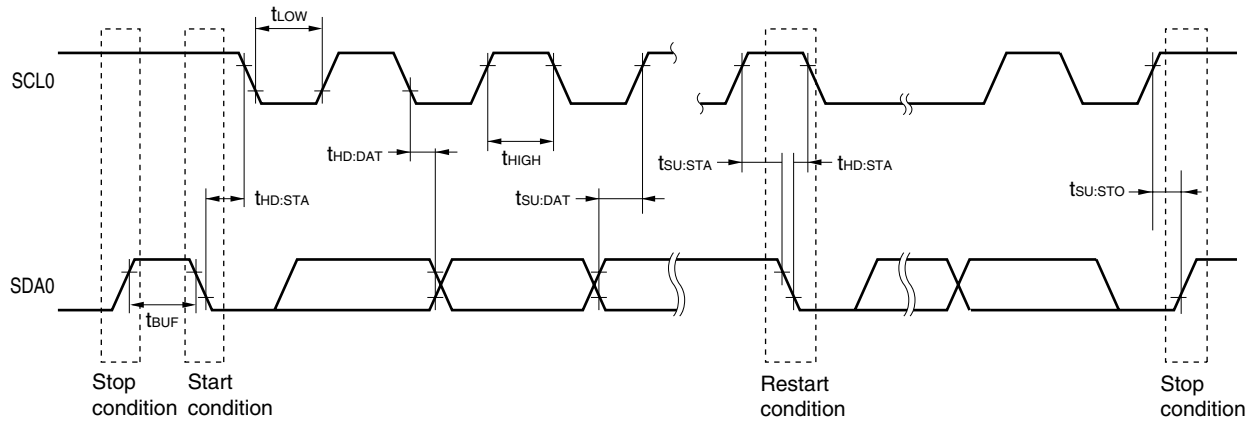 tLOW
SCL0
tHD:DAT
tHIGH
tSU:STA
tHD:STA
tHD:STA
tSU:DAT
tSU:STO
SDA0
tBUF
Stop
condition
Start
condition
Restart
condition
Stop
condition